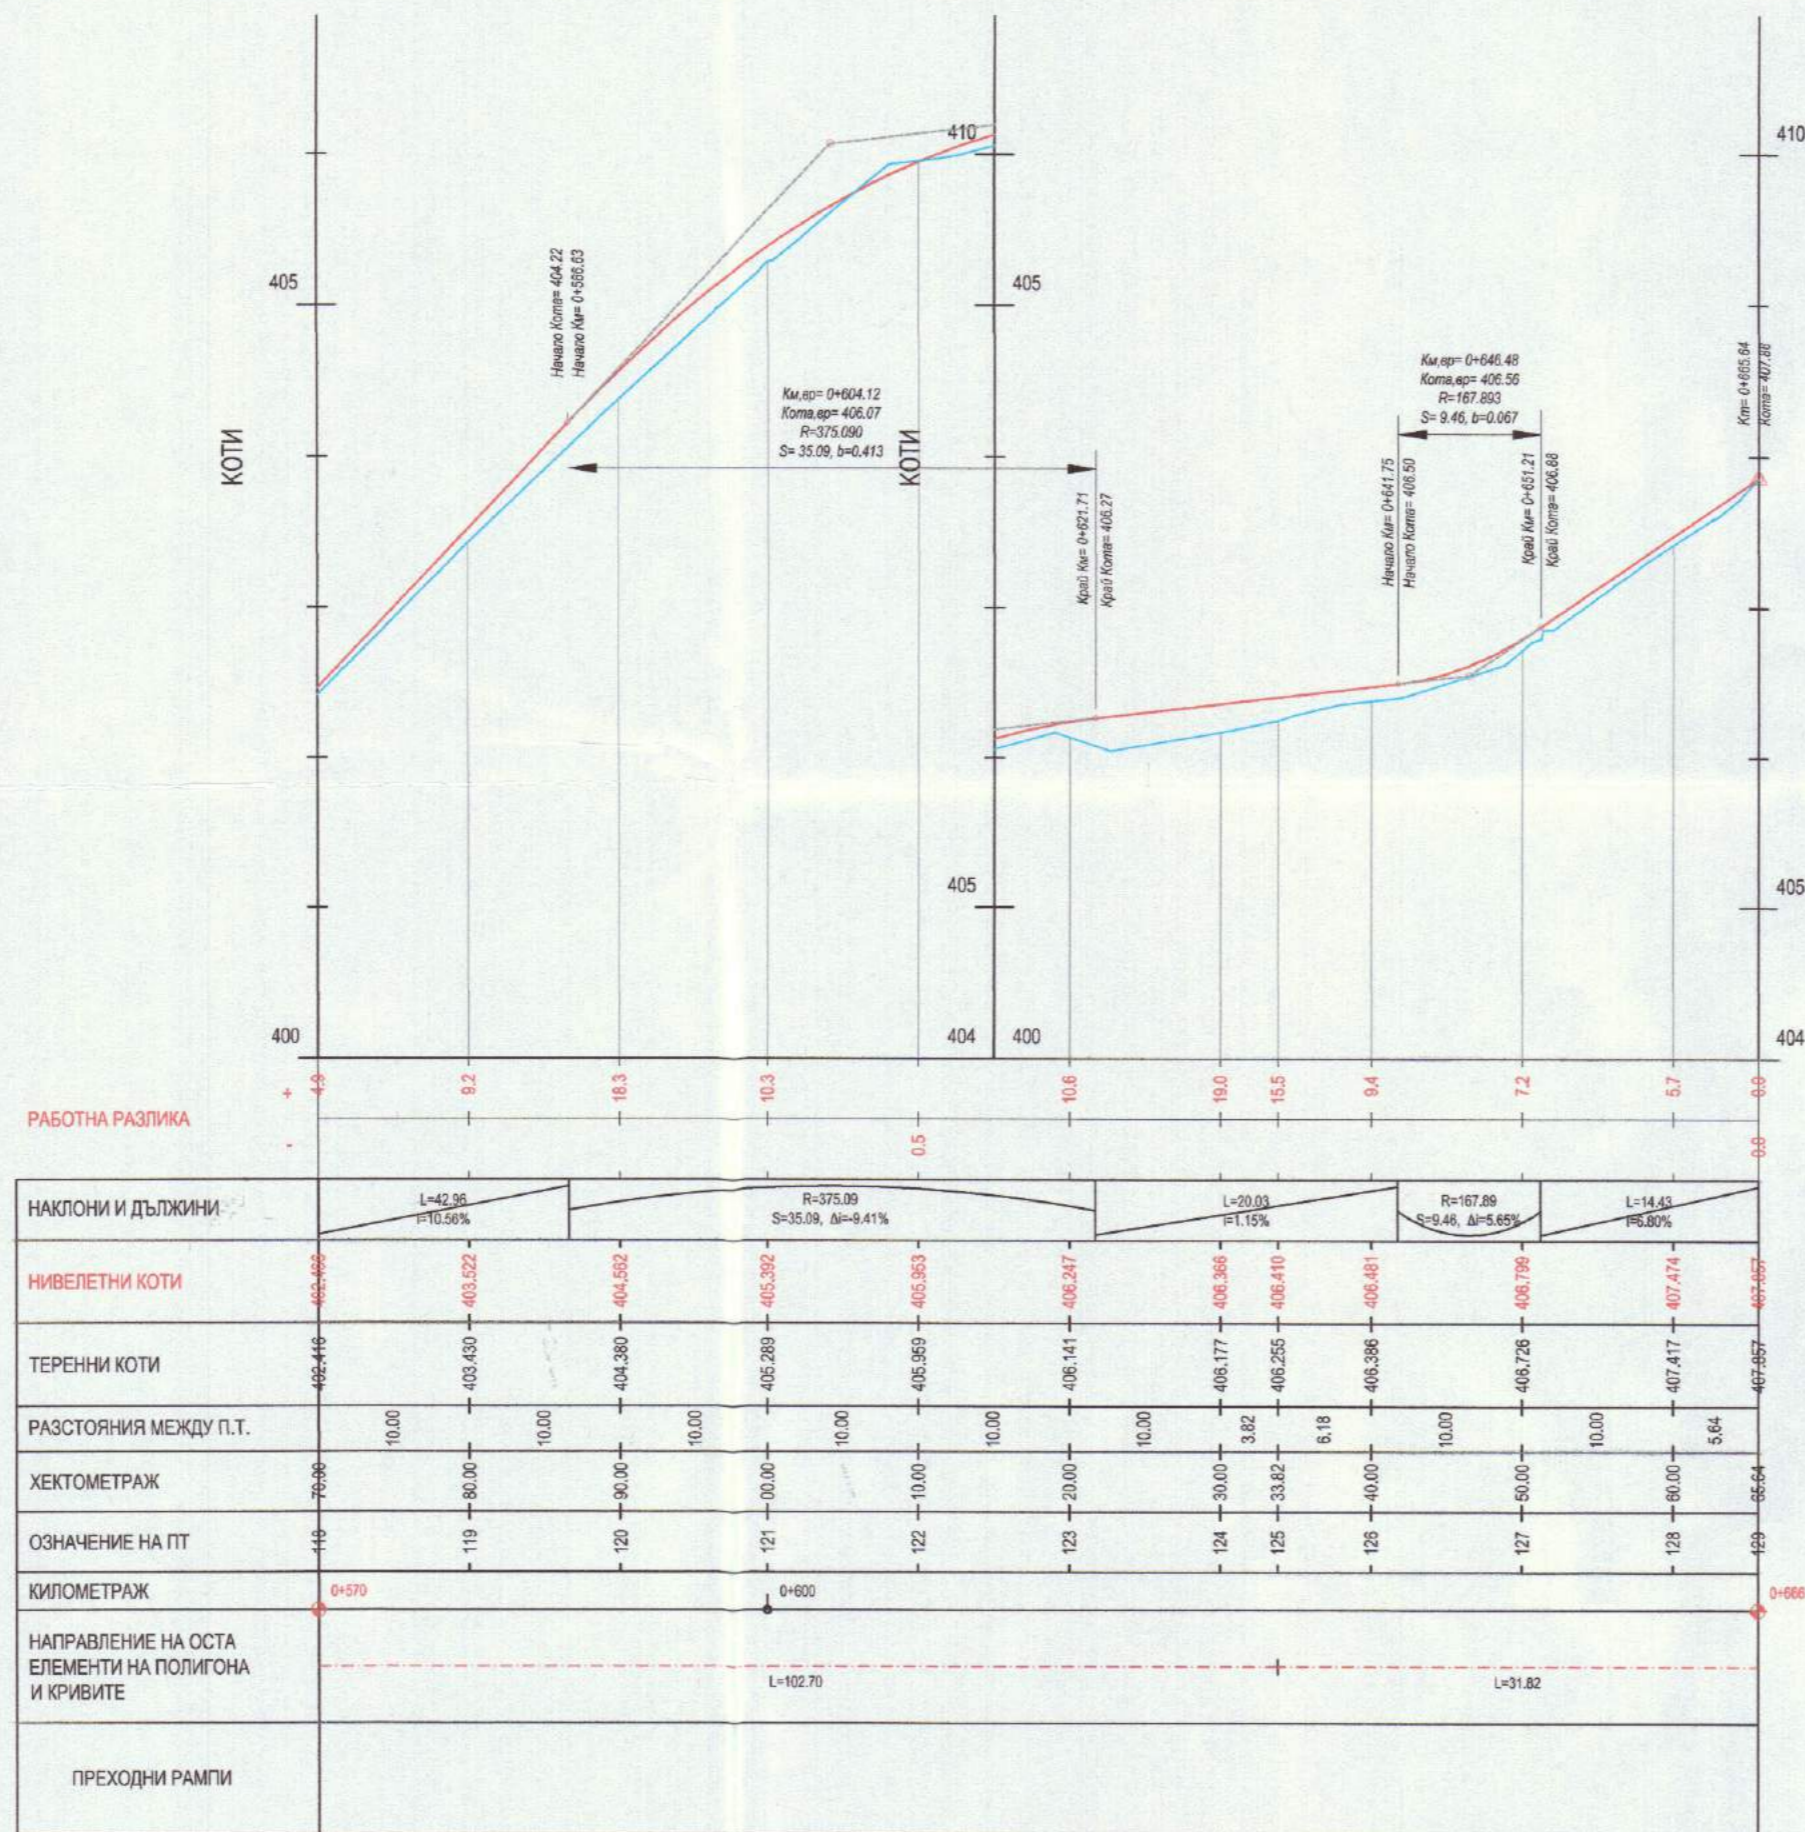 410
410
405
405
Начало Кота= 404.22
Начало Км= 0+586.63
КОТИ
Км,вр= 0+604.12
Кота,вр= 406.07
R=375.090
S= 35.09, b=0.413
КОТИ
Край Км= 0+621.71
Край Кота= 406.27
Км,вр= 0+646.48
Кота,вр= 406.56
R=167.893
S= 9.46, b=0.067
Начало Км= 0+641.75
Начало Кота= 406.50
Край Км= 0+651.21
Край Кота= 406.88
Km= 0+665.64
Кота= 407.86
405
405
400
404
400
404
РАБОТНА РАЗЛИКА
+ 4.9 9.2 18.3 10.3 10.6 19.0 15.5 9.4 7.2 5.7 0.0
- 0.5 0.0
НАКЛОНИ И ДЪЛЖИНИ
L=42.96
i=10.56%
R=375.09
S=35.09, Δi=-9.41%
L=20.03
i=1.15%
R=167.89
S=9.46, Δi=5.65%
L=14.43
i=6.80%
НИВЕЛЕТНИ КОТИ
402.466 403.522 404.562 405.392 405.953 406.247 406.366 406.410 406.481 406.799 407.474 407.857
ТЕРЕННИ КОТИ
402.416 403.430 404.380 405.289 405.959 406.141 406.177 406.255 406.386 406.726 407.417 407.857
РАЗСТОЯНИЯ МЕЖДУ П.Т.
10.00 10.00 10.00 10.00 10.00 10.00 3.82 6.18 10.00 10.00 5.64
ХЕКТОМЕТРАЖ
70.00 80.00 90.00 00.00 10.00 20.00 30.00 33.82 40.00 50.00 60.00 65.64
ОЗНАЧЕНИЕ НА ПТ
118 119 120 121 122 123 124 125 126 127 128 129
КИЛОМЕТРАЖ
0+570 0+600 0+666
НАПРАВЛЕНИЕ НА ОСТА
ЕЛЕМЕНТИ НА ПОЛИГОНА
И КРИВИТЕ
L=102.70 L=31.82
ПРЕХОДНИ РАМПИ